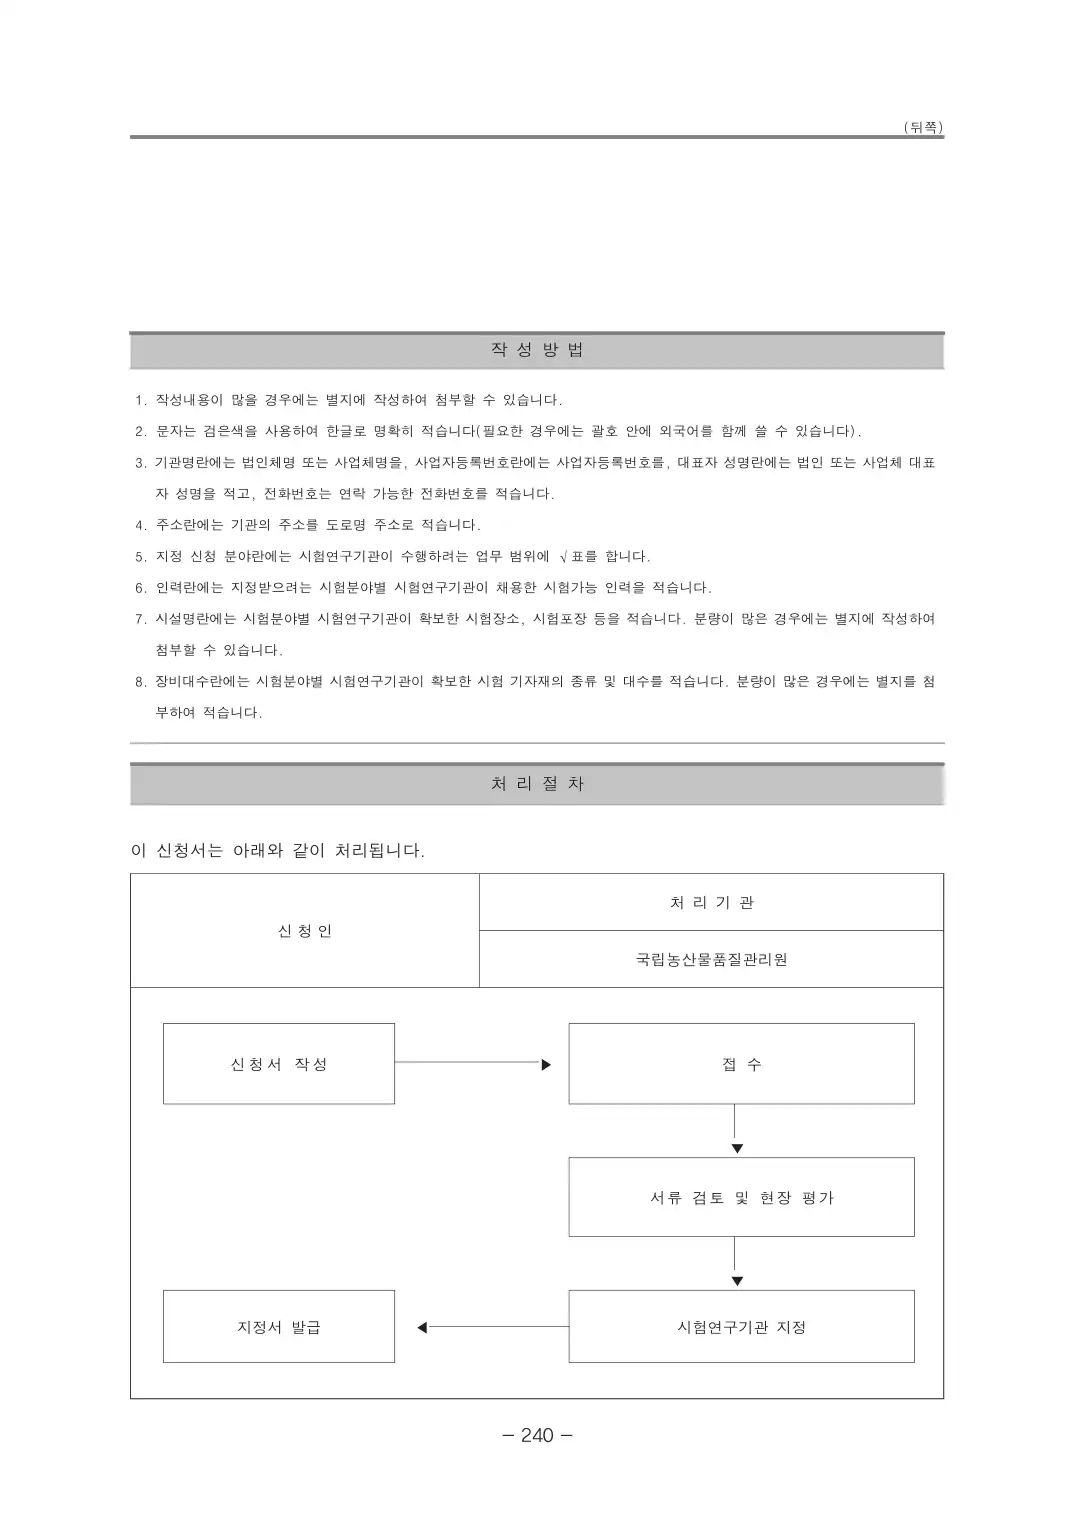 (뒤쪽)
작 성 방 법
1. 작성내용이 많을 경우에는 별지에 작성하여 첨부할 수 있습니다.
2. 문자는 검은색을 사용하여 한글로 명확히 적습니다(필요한 경우에는 괄호 안에 외국어를 함께 쓸 수 있습니다).
3. 기관명란에는 법인체명 또는 사업체명을, 사업자등록번호란에는 사업자등록번호를, 대표자 성명란에는 법인 또는 사업체 대표
자 성명을 적고, 전화번호는 연락 가능한 전화번호를 적습니다.
4. 주소란에는 기관의 주소를 도로명 주소로 적습니다.
5. 지정 신청 분야란에는 시험연구기관이 수행하려는 업무 범위에 √표를 합니다.
6. 인력란에는 지정받으려는 시험분야별 시험연구기관이 채용한 시험가능 인력을 적습니다.
7. 시설명란에는 시험분야별 시험연구기관이 확보한 시험장소, 시험포장 등을 적습니다. 분량이 많은 경우에는 별지에 작성하여
첨부할 수 있습니다.
8. 장비대수란에는 시험분야별 시험연구기관이 확보한 시험 기자재의 종류 및 대수를 적습니다. 분량이 많은 경우에는 별지를 첨
부하여 적습니다.
처 리 절 차
이 신청서는 아래와 같이 처리됩니다.
신 청 인
처 리 기 관
국립농산물품질관리원
신청서 작성
접 수
서류 검토 및 현장 평가
지정서 발급
시험연구기관 지정
- 240 -